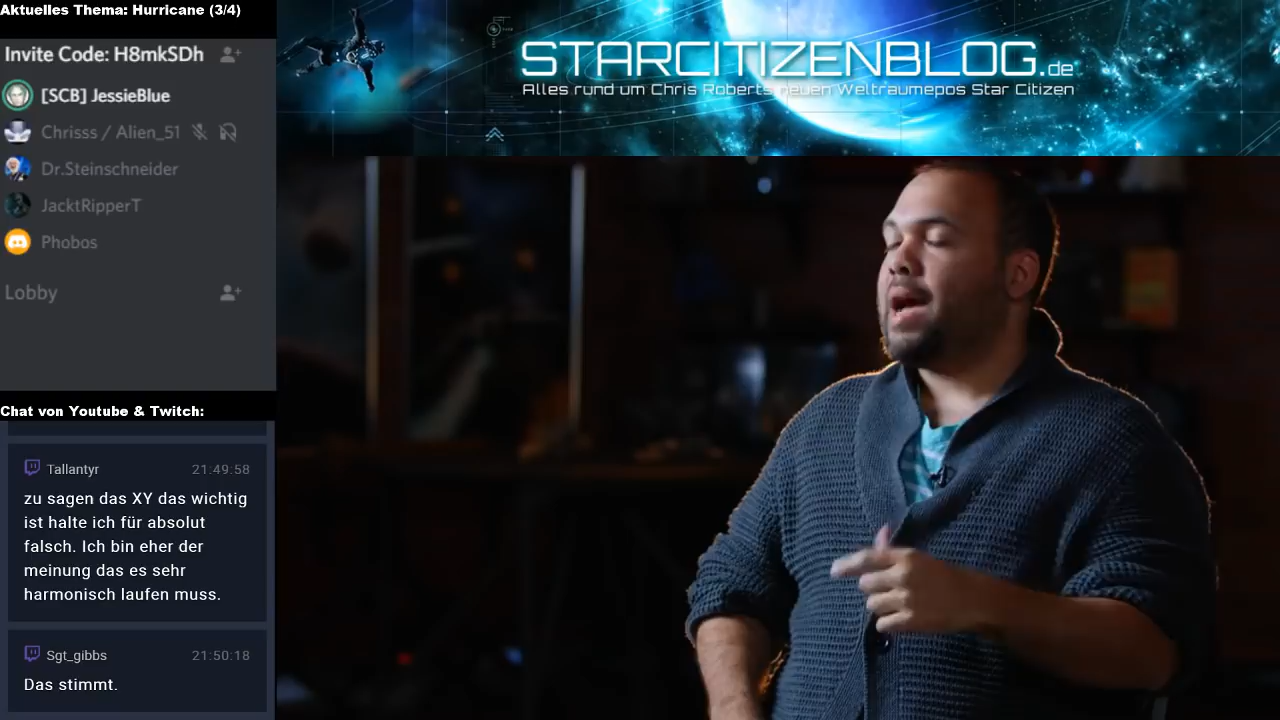 Aktuelles Thema: Hurricane (3/4)
Invite Code: H8mkSDh
[SCB] JessieBlue
Chrisss / Alien_51
Dr.Steinschneider
JacktRipperT
Phobos
Lobby
Chat von Youtube & Twitch:
Tallantyr 21:49:58
zu sagen das XY das wichtig
ist halte ich für absolut
falsch. Ich bin eher der
meinung das es sehr
harmonisch laufen muss.
Sgt_gibbs 21:50:18
Das stimmt.
STARCITIZENBLOG.de
Alles rund um Chris Roberts neuen Weltraumepos Star Citizen